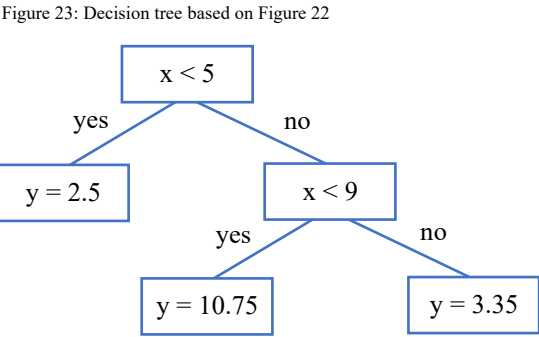 Figure 23: Decision tree based on Figure 22
x < 5
yes
no
y = 2.5
x < 9
yes
no
y = 10.75
y = 3.35